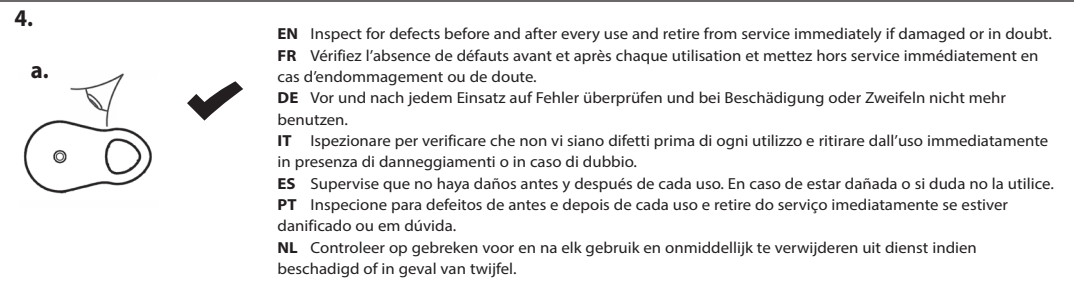 4.
a.
EN Inspect for defects before and after every use and retire from service immediately if damaged or in doubt.
FR Vérifiez l'absence de défauts avant et après chaque utilisation et mettez hors service immédiatement en
cas d'endommagement ou de doute.
DE Vor und nach jedem Einsatz auf Fehler überprüfen und bei Beschädigung oder Zweifeln nicht mehr
benutzen.
IT Ispezionare per verificare che non vi siano difetti prima di ogni utilizzo e ritirare dall'uso immediatamente
in presenza di danneggiamenti o in caso di dubbio.
ES Supervise que no haya daños antes y después de cada uso. En caso de estar dañada o si duda no la utilice.
PT Inspecione para defeitos de antes e depois de cada uso e retire do serviço imediatamente se estiver
danificado ou em dúvida.
NL Controleer op gebreken voor en na elk gebruik en onmiddellijk te verwijderen uit dienst indien
beschadigd of in geval van twijfel.